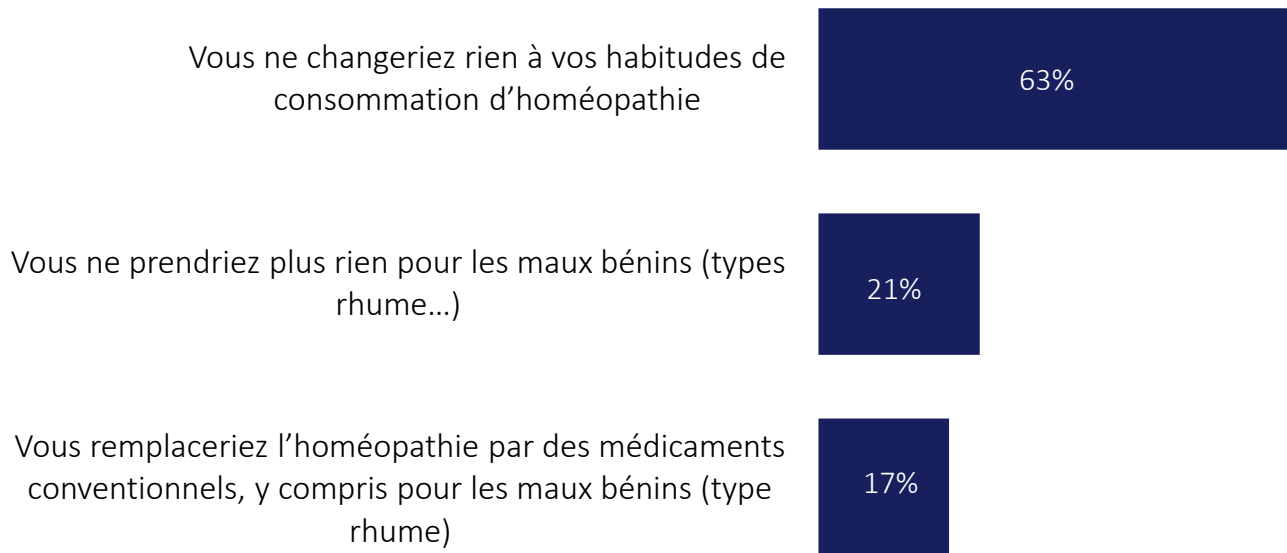 Vous ne changeriez rien à vos habitudes de
consommation d’homéopathie
63%
Vous ne prendriez plus rien pour les maux bénins (types
rhume…)
21%
Vous remplaceriez l’homéopathie par des médicaments
conventionnels, y compris pour les maux bénins (type
rhume)
17%